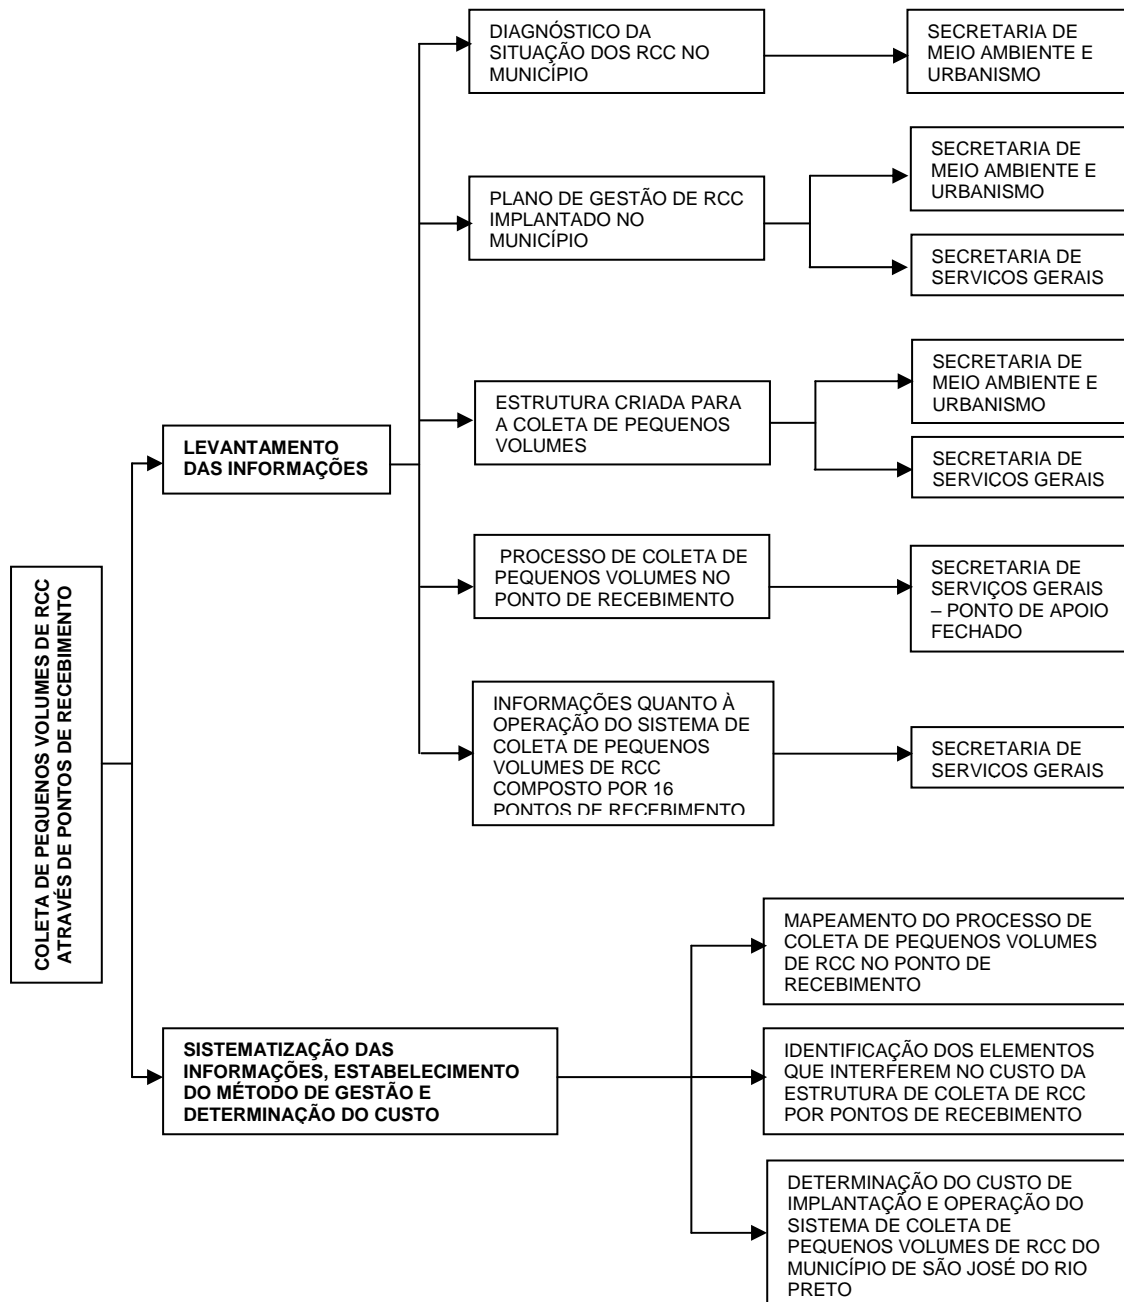 COLETA DE PEQUENOS VOLUMES DE RCC
ATRAVÉS DE PONTOS DE RECEBIMENTO
LEVANTAMENTO
DAS INFORMAÇÕES
DIAGNÓSTICO DA
SITUAÇÃO DOS RCC NO
MUNICÍPIO
SECRETARIA DE
MEIO AMBIENTE E
URBANISMO
PLANO DE GESTÃO DE RCC
IMPLANTADO NO
MUNICÍPIO
SECRETARIA DE
MEIO AMBIENTE E
URBANISMO
SECRETARIA DE
SERVIÇOS GERAIS
ESTRUTURA CRIADA PARA
A COLETA DE PEQUENOS
VOLUMES
SECRETARIA DE
MEIO AMBIENTE E
URBANISMO
SECRETARIA DE
SERVIÇOS GERAIS
PROCESSO DE COLETA DE
PEQUENOS VOLUMES NO
PONTO DE RECEBIMENTO
SECRETARIA DE
SERVIÇOS GERAIS
– PONTO DE APOIO
FECHADO
INFORMAÇÕES QUANTO À
OPERAÇÃO DO SISTEMA DE
COLETA DE PEQUENOS
VOLUMES DE RCC
COMPOSTO POR 16
PONTOS DE RECEBIMENTO
SECRETARIA DE
SERVIÇOS GERAIS
SISTEMATIZAÇÃO DAS
INFORMAÇÕES, ESTABELECIMENTO
DO MÉTODO DE GESTÃO E
DETERMINAÇÃO DO CUSTO
MAPEAMENTO DO PROCESSO DE
COLETA DE PEQUENOS VOLUMES
DE RCC NO PONTO DE
RECEBIMENTO
IDENTIFICAÇÃO DOS ELEMENTOS
QUE INTERFEREM NO CUSTO DA
ESTRUTURA DE COLETA DE RCC
POR PONTOS DE RECEBIMENTO
DETERMINAÇÃO DO CUSTO DE
IMPLANTAÇÃO E OPERAÇÃO DO
SISTEMA DE COLETA DE
PEQUENOS VOLUMES DE RCC DO
MUNICÍPIO DE SÃO JOSÉ DO RIO
PRETO